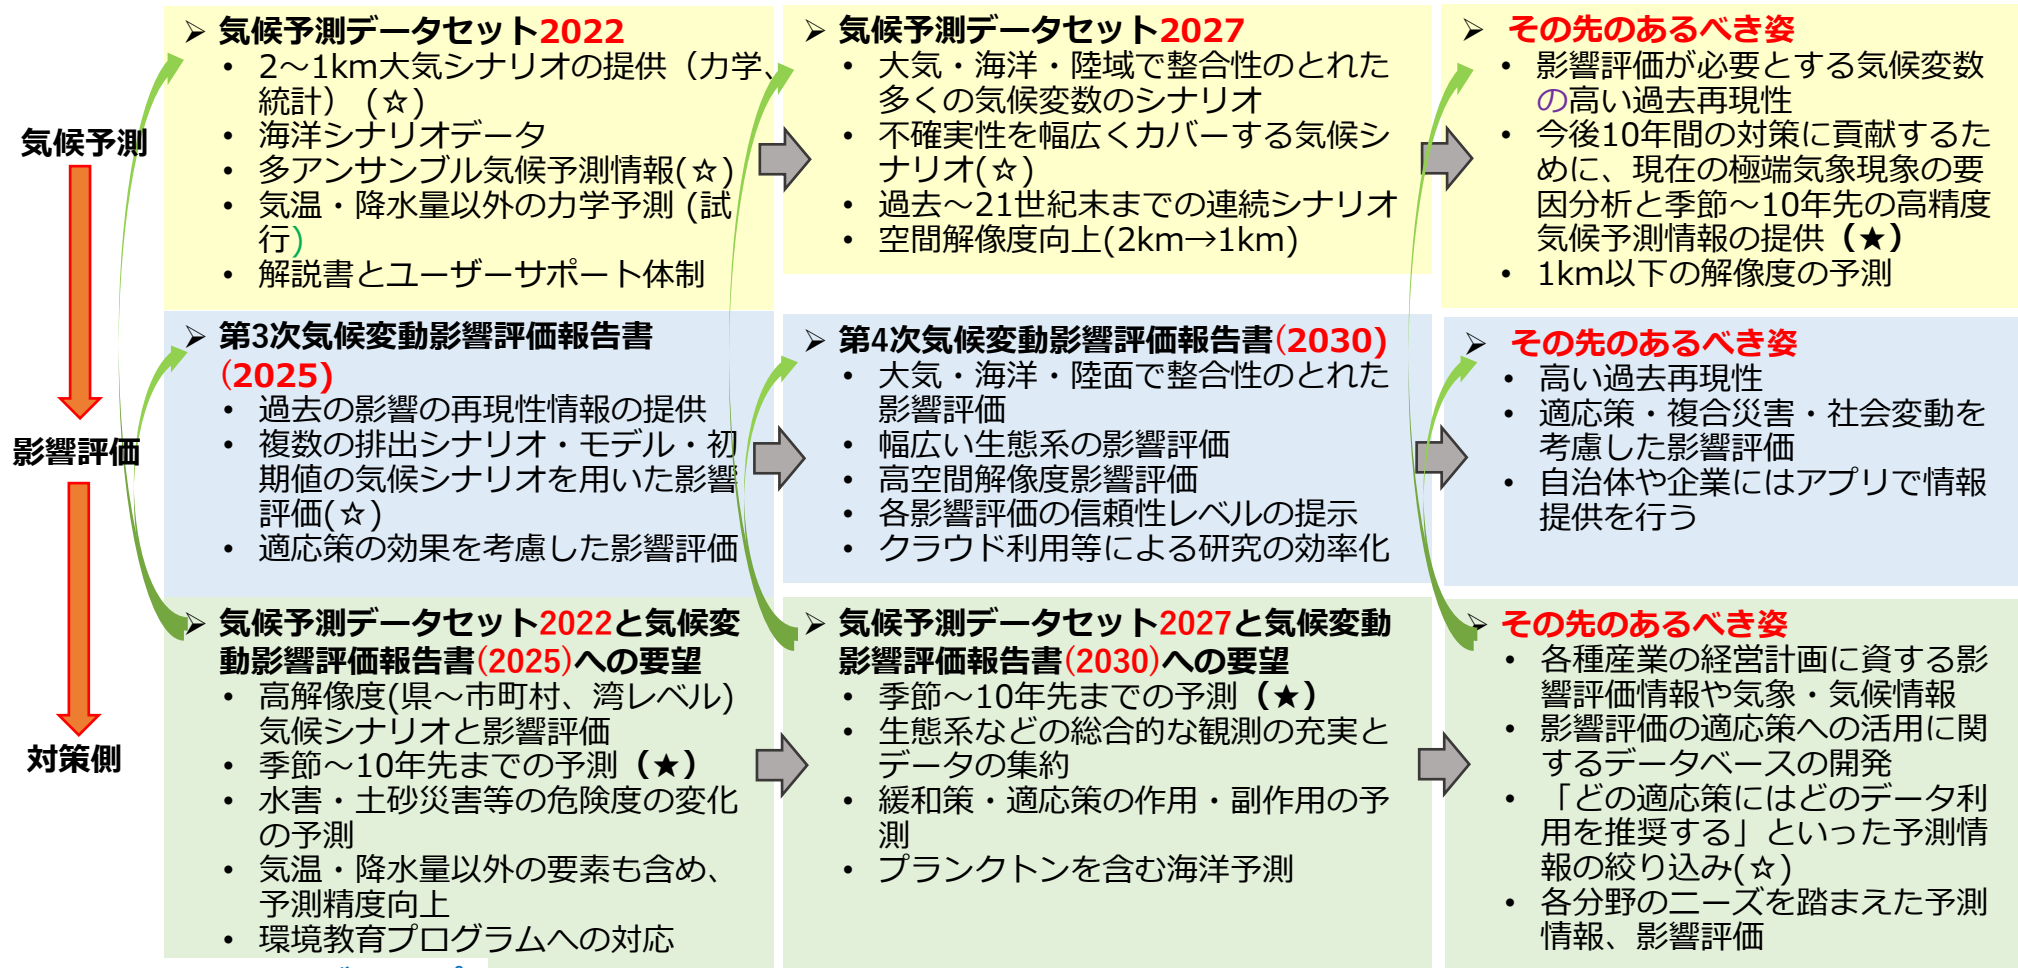 気候予測
影響評価
対策側
➢ 気候予測データセット2022
• 2～1km大気シナリオの提供（力学、
統計） (☆)
• 海洋シナリオデータ
• 多アンサンブル気候予測情報(☆)
• 気温・降水量以外の力学予測 (試
行)
• 解説書とユーザーサポート体制
➢ 気候予測データセット2027
• 大気・海洋・陸域で整合性のとれた
多くの気候変数のシナリオ
• 不確実性を幅広くカバーする気候シ
ナリオ(☆)
• 過去～21世紀末までの連続シナリオ
• 空間解像度向上(2km→1km)
➢ その先のあるべき姿
• 影響評価が必要とする気候変数
の高い過去再現性
• 今後10年間の対策に貢献するた
めに、現在の極端気象現象の要
因分析と季節～10年先の高精度
気候予測情報の提供（★）
• 1km以下の解像度の予測
➢ 第3次気候変動影響評価報告書
(2025)
• 過去の影響の再現性情報の提供
• 複数の排出シナリオ・モデル・初
期値の気候シナリオを用いた影響
評価(☆)
• 適応策の効果を考慮した影響評価
➢ 第4次気候変動影響評価報告書(2030)
• 大気・海洋・陸面で整合性のとれた
影響評価
• 幅広い生態系の影響評価
• 高空間解像度影響評価
• 各影響評価の信頼性レベルの提示
• クラウド利用等による研究の効率化
➢ その先のあるべき姿
• 高い過去再現性
• 適応策・複合災害・社会変動を
考慮した影響評価
• 自治体や企業にはアプリで情報
提供を行う
➢ 気候予測データセット2022と気候変
動影響評価報告書(2025)への要望
• 高解像度(県～市町村、湾レベル)
気候シナリオと影響評価
• 季節～10年先までの予測（★）
• 水害・土砂災害等の危険度の変化
の予測
• 気温・降水量以外の要素も含め、
予測精度向上
• 環境教育プログラムへの対応
➢ 気候予測データセット2027と気候変動
影響評価報告書(2030)への要望
• 季節～10年先までの予測（★）
• 生態系などの総合的な観測の充実と
データの集約
• 緩和策・適応策の作用・副作用の予
測
• プランクトンを含む海洋予測
➢ その先のあるべき姿
• 各種産業の経営計画に資する影
響評価情報や気象・気候情報
• 影響評価の適応策への活用に関
するデータベースの開発
• 「どの適応策にはどのデータ利
用を推奨する」といった予測情
報の絞り込み(☆)
• 各分野のニーズを踏まえた予測
情報、影響評価